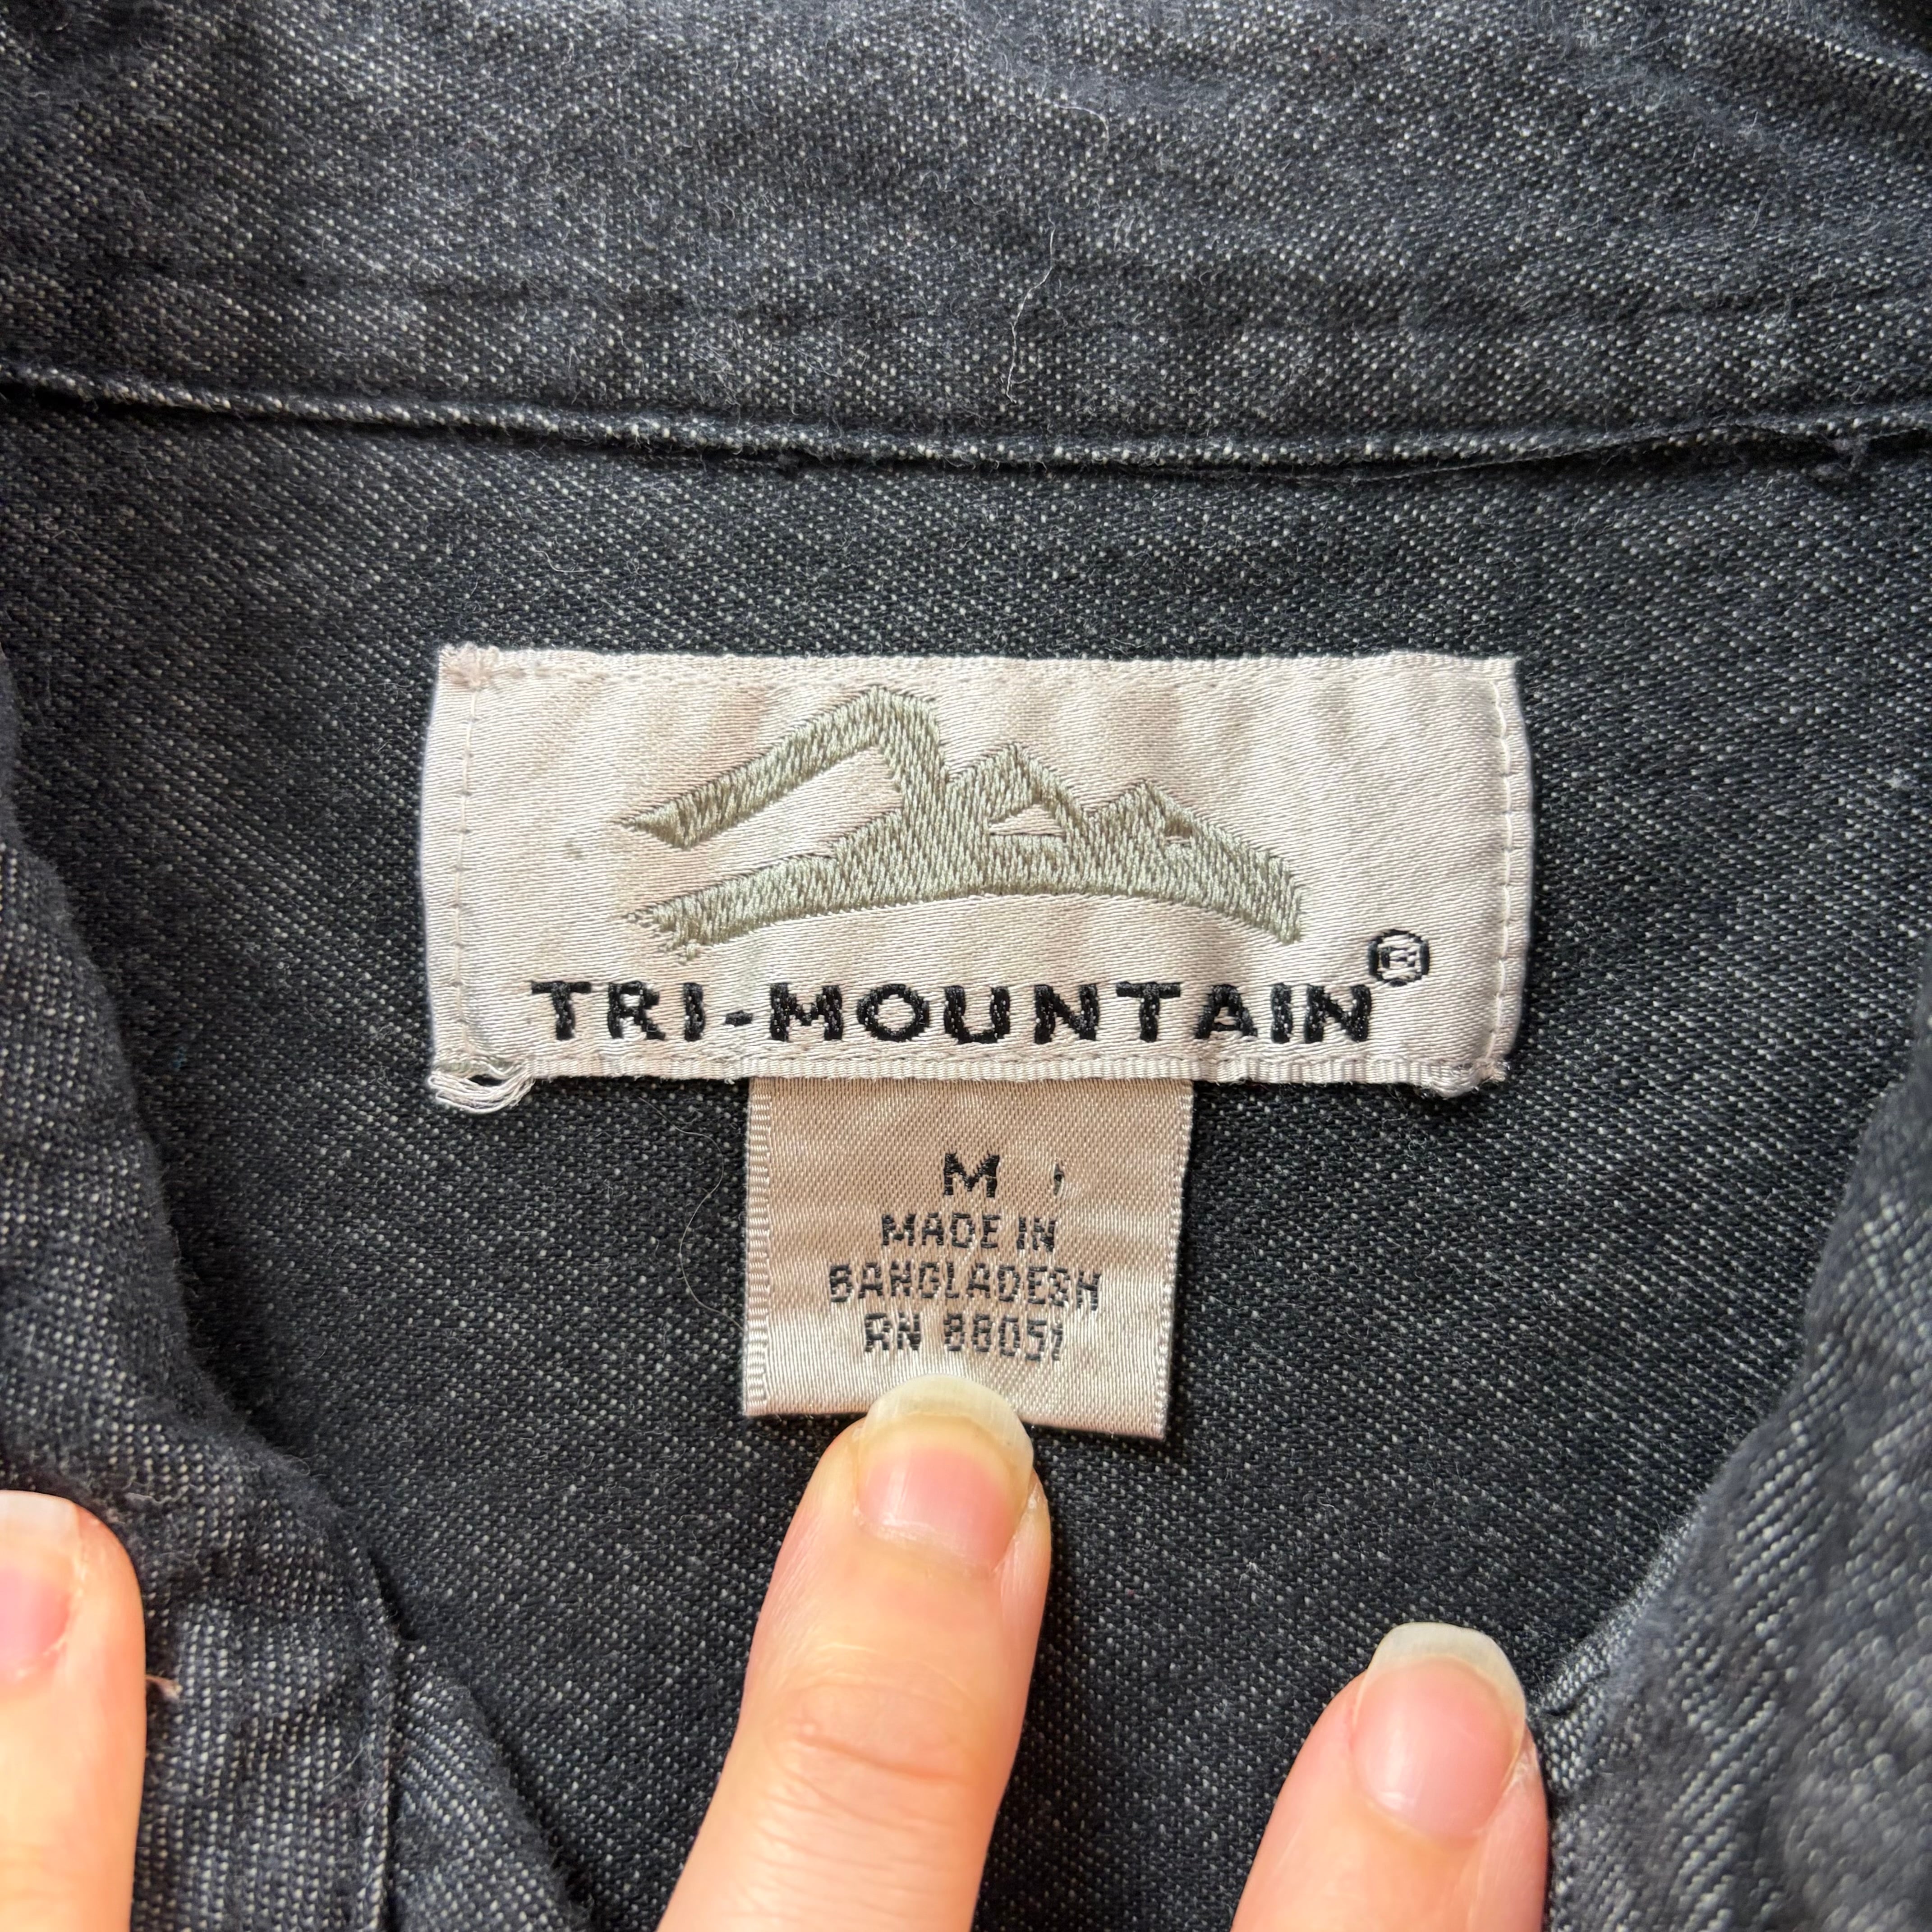 TRI-MOUNTAIN®
M
MADE IN
BANGLADESH
RN 88051